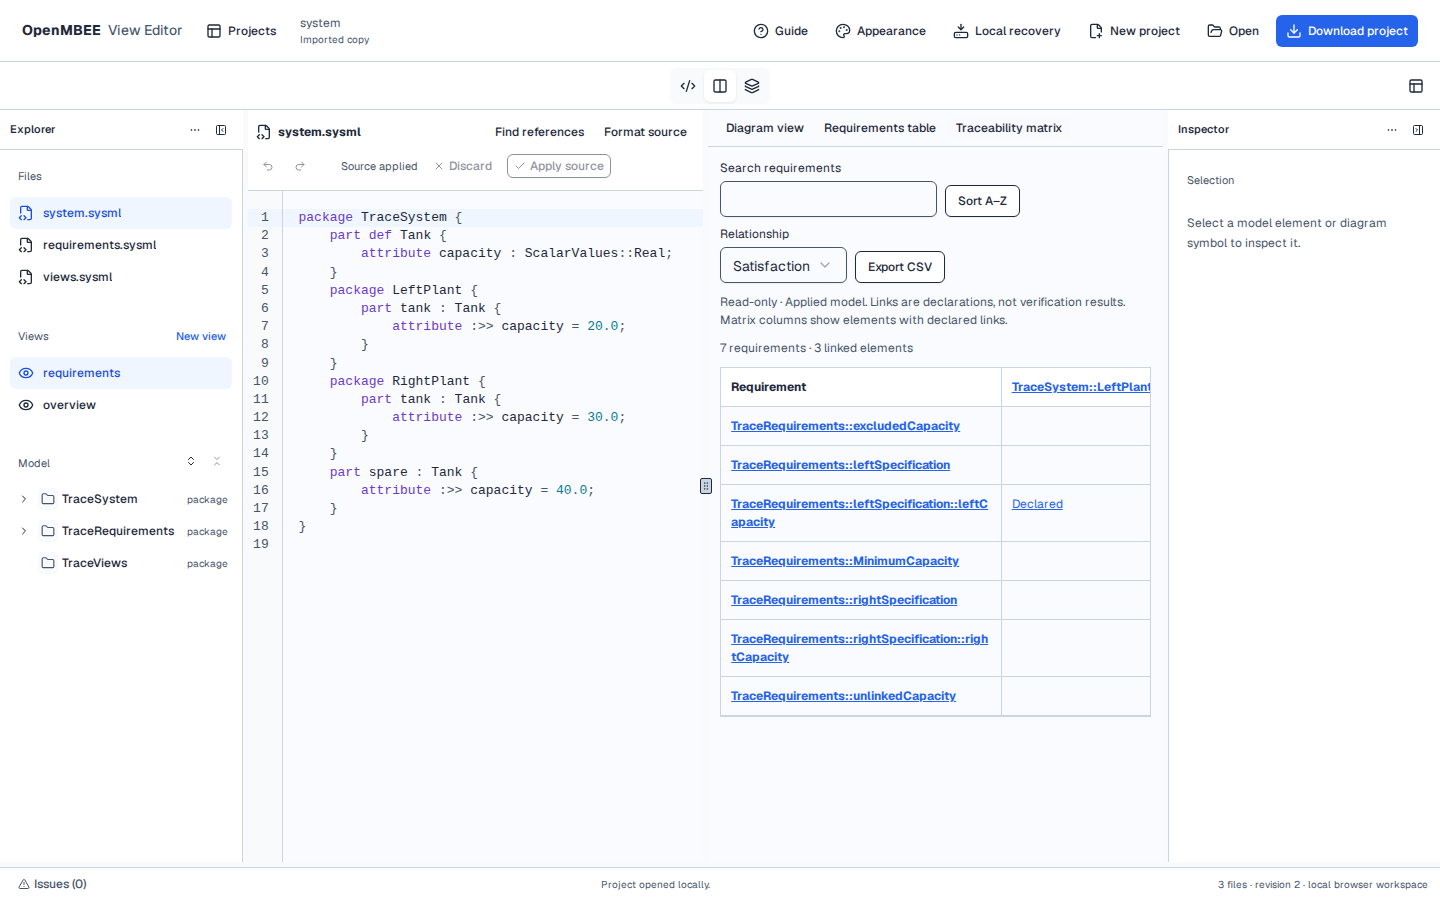 OpenMBEE View Editor
Projects
system
Imported copy
Guide
Appearance
Local recovery
New project
Open
Download project
Explorer
Files
system.sysml
requirements.sysml
views.sysml
Views
New view
requirements
overview
Model
TraceSystem package
TraceRequirements package
TraceViews package
system.sysml
Find references
Format source
Source applied
Discard
Apply source
1 package TraceSystem {
2 part def Tank {
3 attribute capacity : ScalarValues::Real;
4 }
5 package LeftPlant {
6 part tank : Tank {
7 attribute :>> capacity = 20.0;
8 }
9 }
10 package RightPlant {
11 part tank : Tank {
12 attribute :>> capacity = 30.0;
13 }
14 }
15 part spare : Tank {
16 attribute :>> capacity = 40.0;
17 }
18 }
19
Diagram view
Requirements table
Traceability matrix
Search requirements
Sort A–Z
Relationship
Satisfaction
Export CSV
Read-only · Applied model. Links are declarations, not verification results.
Matrix columns show elements with declared links.
7 requirements · 3 linked elements
Requirement
TraceSystem::LeftPlant
TraceRequirements::excludedCapacity
TraceRequirements::leftSpecification
TraceRequirements::leftSpecification::leftC
apacity
Declared
TraceRequirements::MinimumCapacity
TraceRequirements::rightSpecification
TraceRequirements::rightSpecification::righ
tCapacity
TraceRequirements::unlinkedCapacity
Inspector
Selection
Select a model element or diagram
symbol to inspect it.
Issues (0)
Project opened locally.
3 files · revision 2 · local browser workspace